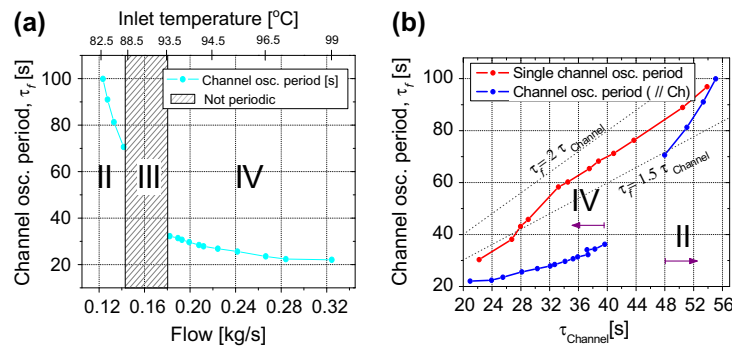 (a)
Inlet temperature [°C]
82.5 88.5 93.5 94.5 96.5 99
Channel osc. period, τf [s]
100
80
60
40
20
Channel osc. period [s]
Not periodic
II III IV
0.12 0.16 0.20 0.24 0.28 0.32
Flow [kg/s]
(b)
Channel osc. period, τf [s]
100
80
60
40
20
Single channel osc. period
Channel osc. period ( // Ch)
τf=2 τChannel
τf=1.5 τChannel
IV
II
20 24 28 32 36 40 44 48 52 56
τChannel[s]